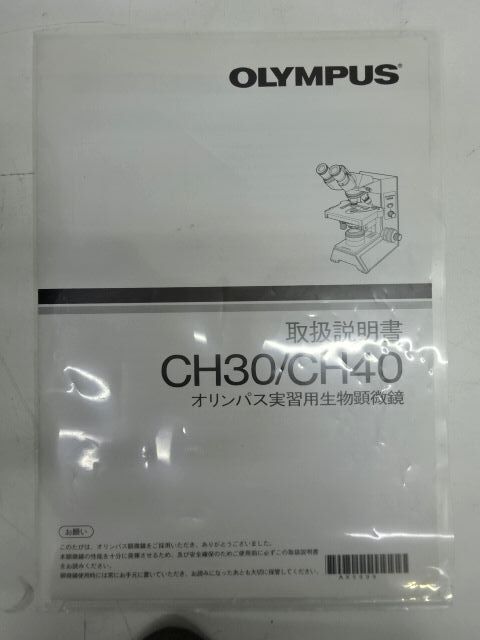 OLYMPUS®
取扱説明書
CH30/CH40
オリンパス実習用生物顕微鏡
お願い
このたびは、オリンパス顕微鏡をご採用いただき、ありがとうございました。
本顕微鏡の性能を十分に発揮させるため、及び安全確保のためご使用前に必ずこの取扱説明書
をお読みください。
顕微鏡使用時には常にお手元に置いていただき、お読みになったあとも大切に保管してください。